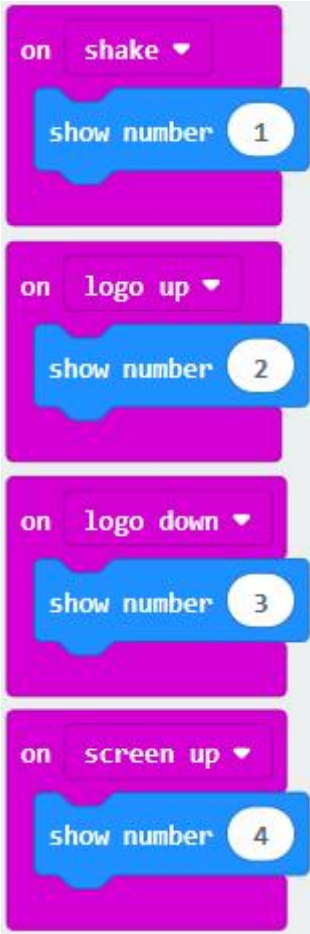 on shake
show number 1
on logo up
show number 2
on logo down
show number 3
on screen up
show number 4